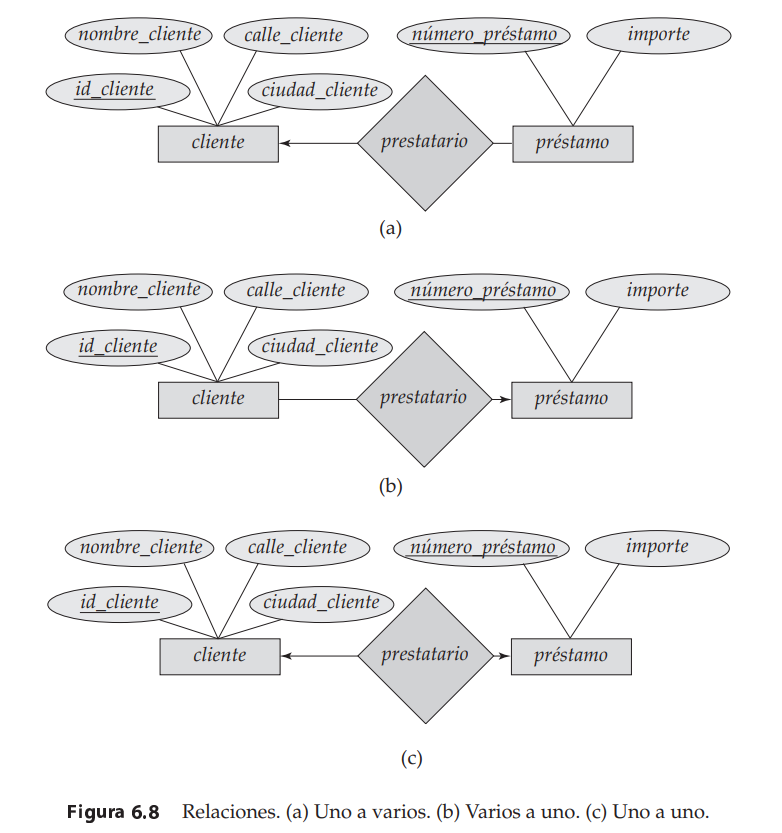 nombre_cliente calle_cliente número_préstamo importe
id_cliente ciudad_cliente
cliente prestatario préstamo
(a)
nombre_cliente calle_cliente número_préstamo importe
id_cliente ciudad_cliente
cliente prestatario préstamo
(b)
nombre_cliente calle_cliente número_préstamo importe
id_cliente ciudad_cliente
cliente prestatario préstamo
(c)
Figura 6.8 Relaciones. (a) Uno a varios. (b) Varios a uno. (c) Uno a uno.